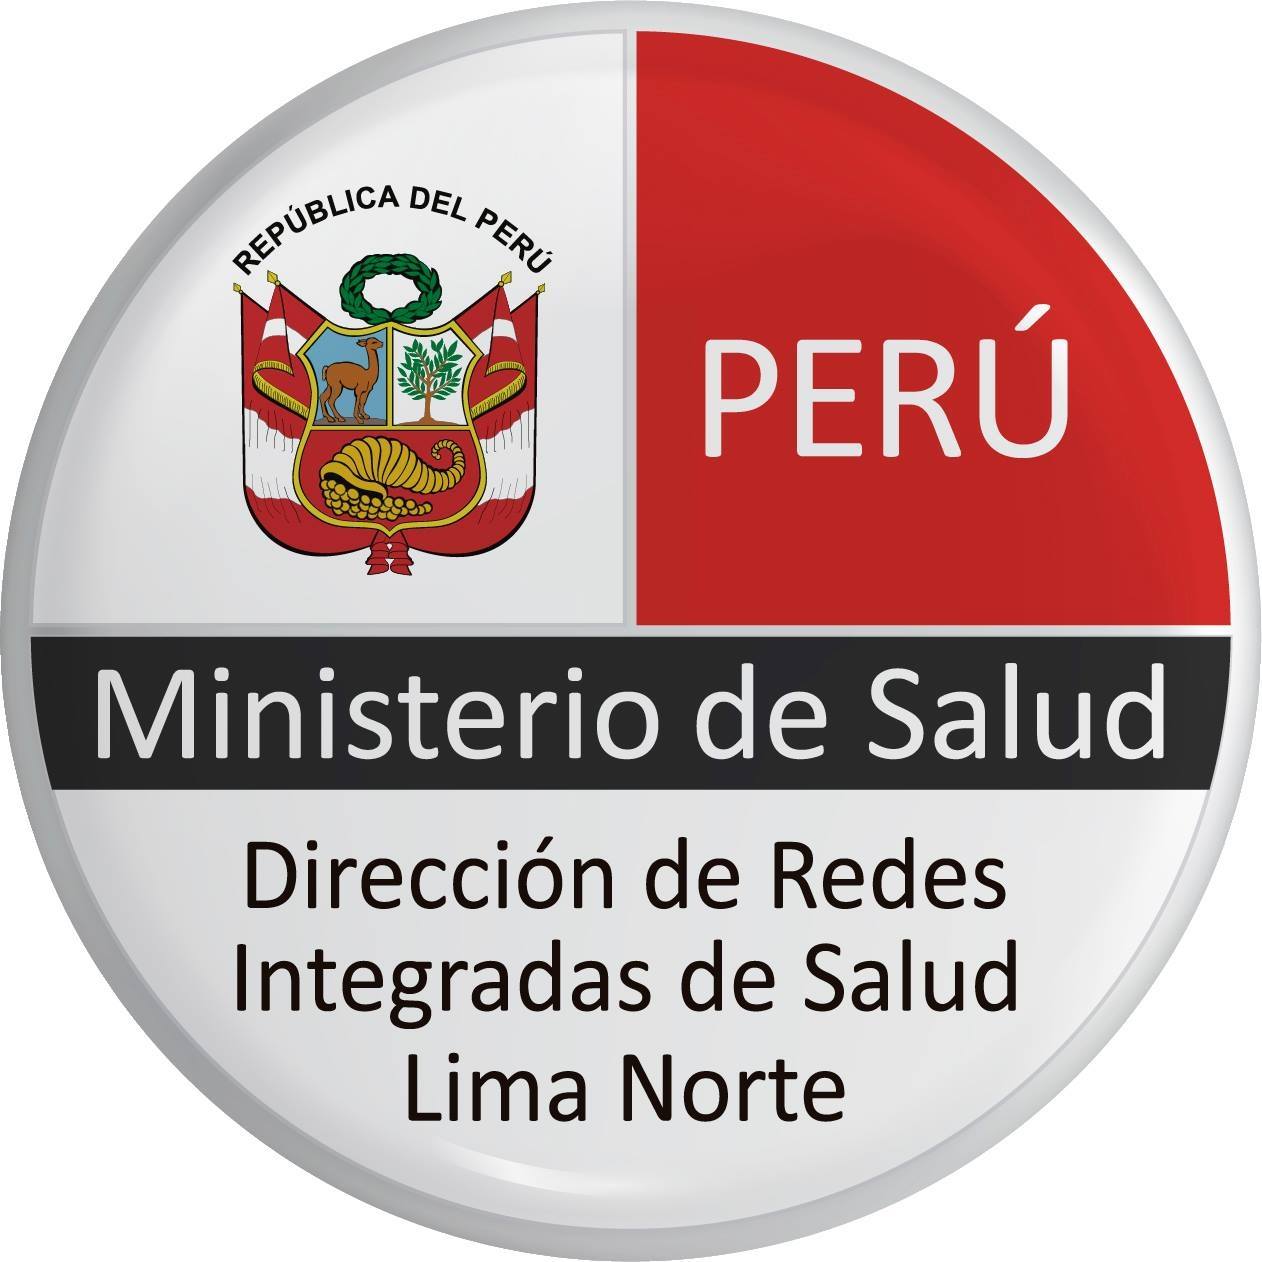 REPÚBLICA DEL PERÚ
PERÚ
Ministerio de Salud
Dirección de Redes
Integradas de Salud
Lima Norte